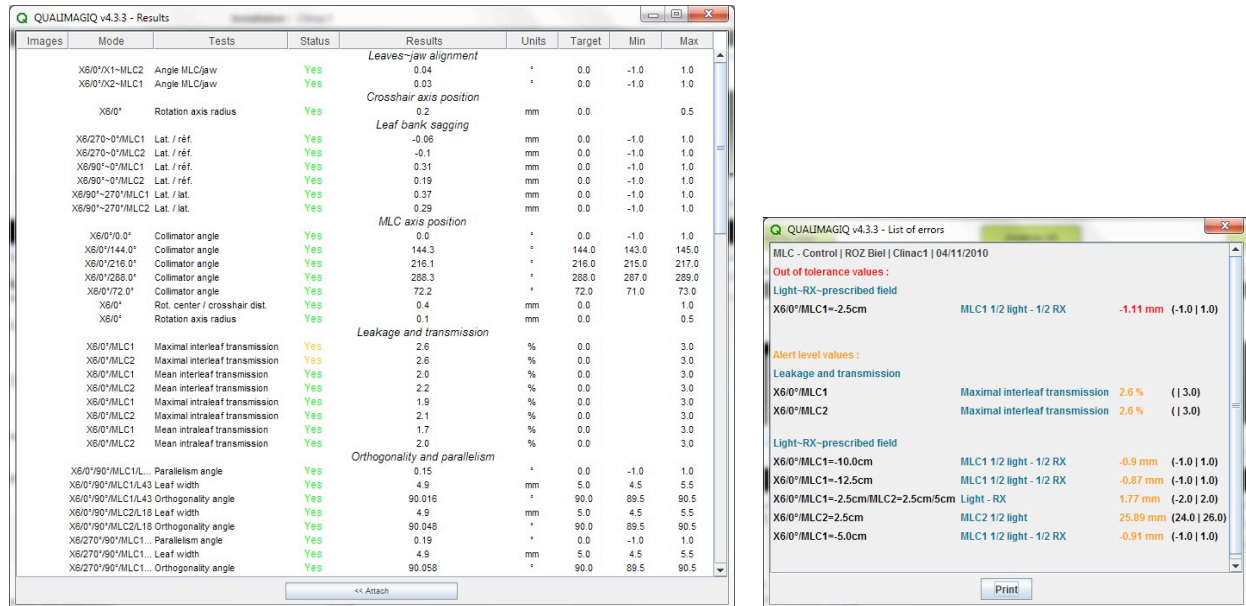 QUALIMAGIQ v4.3.3 - Results
Images Mode Tests Status Results Units Target Min Max
Leaves~jaw alignment
X6/0°/X1~MLC2 Angle MLC/jaw Yes 0.04 ° 0.0 -1.0 1.0
X6/0°/X2~MLC1 Angle MLC/jaw Yes 0.03 ° 0.0 -1.0 1.0
Crosshair axis position
X6/0° Rotation axis radius Yes 0.2 mm 0.0 0.5
Leaf bank sagging
X6/270~0°/MLC1 Lat. / réf. Yes -0.06 mm 0.0 -1.0 1.0
X6/270~0°/MLC2 Lat. / réf. Yes -0.1 mm 0.0 -1.0 1.0
X6/90°~0°/MLC1 Lat. / réf. Yes 0.31 mm 0.0 -1.0 1.0
X6/90°~0°/MLC2 Lat. / réf. Yes 0.19 mm 0.0 -1.0 1.0
X6/90°~270°/MLC1 Lat. / lat. Yes 0.37 mm 0.0 -1.0 1.0
X6/90°~270°/MLC2 Lat. / lat. Yes 0.29 mm 0.0 -1.0 1.0
MLC axis position
X6/0°/0.0° Collimator angle Yes 0.0 ° 0.0 -1.0 1.0
X6/0°/144.0° Collimator angle Yes 144.3 ° 144.0 143.0 145.0
X6/0°/216.0° Collimator angle Yes 216.1 ° 216.0 215.0 217.0
X6/0°/288.0° Collimator angle Yes 288.3 ° 288.0 287.0 289.0
X6/0°/72.0° Collimator angle Yes 72.2 ° 72.0 71.0 73.0
X6/0° Rot. center / crosshair dist. Yes 0.4 mm 0.0 1.0
X6/0° Rotation axis radius Yes 0.1 mm 0.0 0.5
Leakage and transmission
X6/0°/MLC1 Maximal interleaf transmission Yes 2.6 % 0.0 3.0
X6/0°/MLC2 Maximal interleaf transmission Yes 2.6 % 0.0 3.0
X6/0°/MLC1 Mean interleaf transmission Yes 2.0 % 0.0 3.0
X6/0°/MLC2 Mean interleaf transmission Yes 2.2 % 0.0 3.0
X6/0°/MLC1 Maximal intraleaf transmission Yes 1.9 % 0.0 3.0
X6/0°/MLC2 Maximal intraleaf transmission Yes 2.1 % 0.0 3.0
X6/0°/MLC1 Mean intraleaf transmission Yes 1.7 % 0.0 3.0
X6/0°/MLC2 Mean intraleaf transmission Yes 2.0 % 0.0 3.0
Orthogonality and parallelism
X6/0°/90°/MLC1/L... Parallelism angle Yes 0.15 ° 0.0 -1.0 1.0
X6/0°/90°/MLC1/L43 Leaf width Yes 4.9 mm 5.0 4.5 5.5
X6/0°/90°/MLC1/L43 Orthogonality angle Yes 90.016 ° 90.0 89.5 90.5
X6/0°/90°/MLC2/L18 Leaf width Yes 4.9 mm 5.0 4.5 5.5
X6/0°/90°/MLC2/L18 Orthogonality angle Yes 90.048 ° 90.0 89.5 90.5
X6/270°/90°/MLC1... Parallelism angle Yes 0.19 ° 0.0 -1.0 1.0
X6/270°/90°/MLC1... Leaf width Yes 4.9 mm 5.0 4.5 5.5
X6/270°/90°/MLC1... Orthogonality angle Yes 90.058 ° 90.0 89.5 90.5
<< Attach
QUALIMAGIQ v4.3.3 - List of errors
MLC - Control | ROZ Biel | Clinac1 | 04/11/2010
Out of tolerance values :
Light~RX~prescribed field
X6/0°/MLC1=-2.5cm MLC1 1/2 light - 1/2 RX -1.11 mm (-1.0 | 1.0)
Alert level values :
Leakage and transmission
X6/0°/MLC1 Maximal interleaf transmission 2.6 % ( | 3.0)
X6/0°/MLC2 Maximal interleaf transmission 2.6 % ( | 3.0)
Light~RX~prescribed field
X6/0°/MLC1=-10.0cm MLC1 1/2 light - 1/2 RX -0.9 mm (-1.0 | 1.0)
X6/0°/MLC1=-12.5cm MLC1 1/2 light - 1/2 RX -0.87 mm (-1.0 | 1.0)
X6/0°/MLC1=-2.5cm/MLC2=2.5cm/5cm Light - RX 1.77 mm (-2.0 | 2.0)
X6/0°/MLC2=2.5cm MLC2 1/2 light 25.89 mm (24.0 | 26.0)
X6/0°/MLC1=-5.0cm MLC1 1/2 light - 1/2 RX -0.91 mm (-1.0 | 1.0)
Print